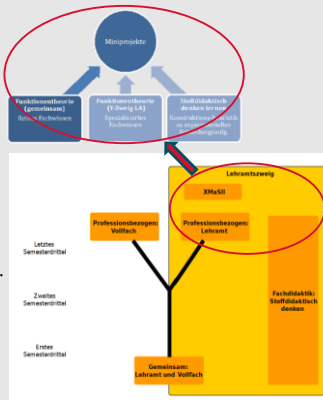 Miniprojekte
Funktionentheorie
(gemeinsam)
Reines Fachwissen
Funktionentheorie
(Y-Zweig LA)
Spezialisiertes
Fachwissen
Stoffdidaktisch
denken lernen
Lehramtszweig
XMaSII
Professionsbezogen:
Vollfach
Professionsbezogen:
Lehramt
Letztes
Semesterdrittel
Zweites
Semesterdrittel
Fachdidaktik:
Stoffdidaktisch
denken
Erstes
Semesterdrittel
Gemeinsam:
Lehramt und Vollfach